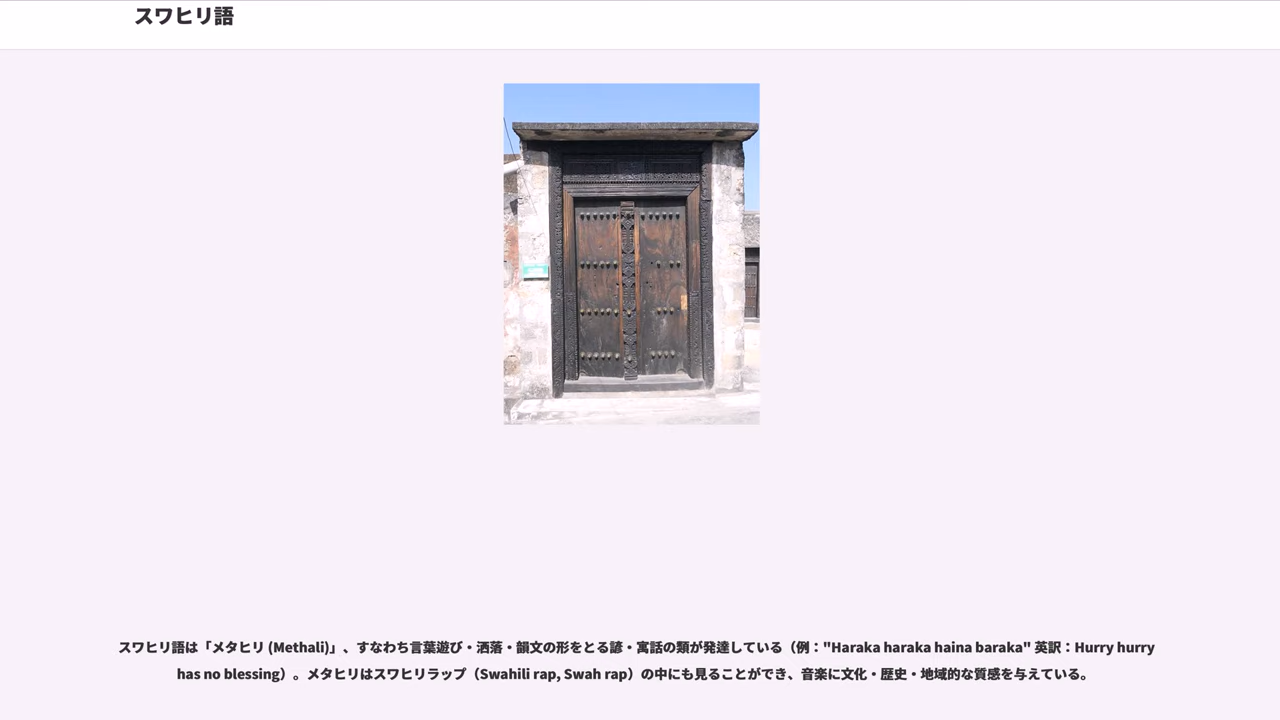 スワヒリ語
スワヒリ語は「メタヒリ (Methali)」、すなわち言葉遊び・洒落・韻文の形をとる諺・寓話の類が発達している（例："Haraka haraka haina baraka" 英訳：Hurry hurry
has no blessing）。メタヒリはスワヒリラップ（Swahili rap, Swah rap）の中にも見ることができ、音楽に文化・歴史・地域的な質感を与えている。